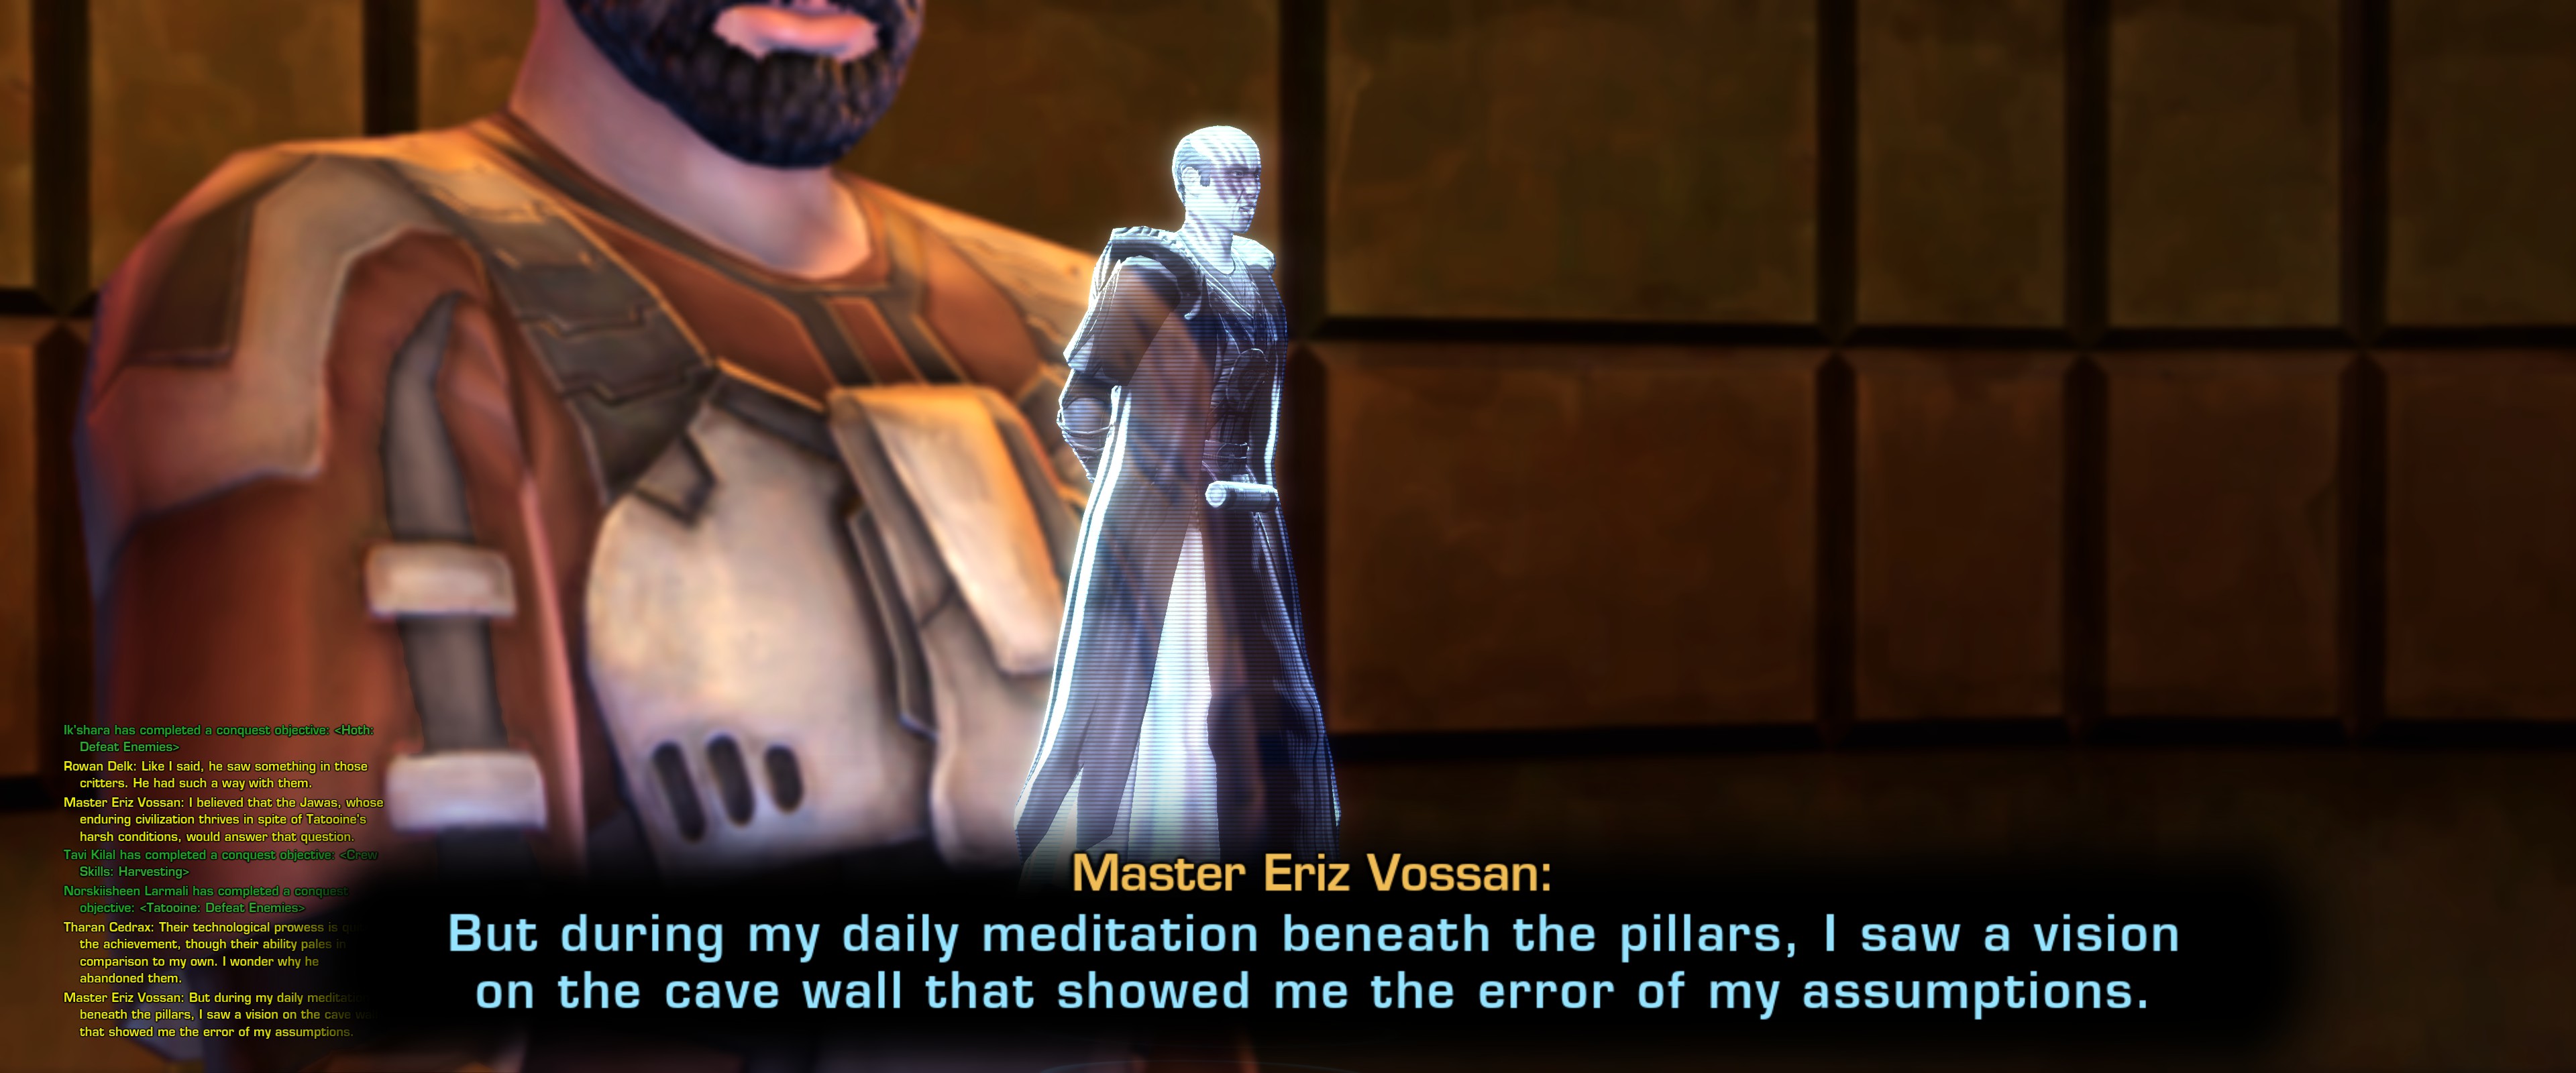 Ik'shara has completed a conquest objective: <Hoth:
Defeat Enemies>
Rowan Delk: Like I said, he saw something in those
critters. He had such a way with them.
Master Eriz Vossan: I believed that the Jawas, whose
enduring civilization thrives in spite of Tatooine's
harsh conditions, would answer that question.
Tavi Kilal has completed a conquest objective: <Crew
Skills: Harvesting>
Norskiisheen Larmali has completed a conquest
objective: <Tatooine: Defeat Enemies>
Tharan Cedrax: Their technological prowess is
the achievement, though their ability pales in
comparison to my own. I wonder why he
abandoned them.
Master Eriz Vossan: But during my daily meditation
beneath the pillars, I saw a vision on the cave
that showed me the error of my assumptions.
Master Eriz Vossan:
But during my daily meditation beneath the pillars, I saw a vision
on the cave wall that showed me the error of my assumptions.